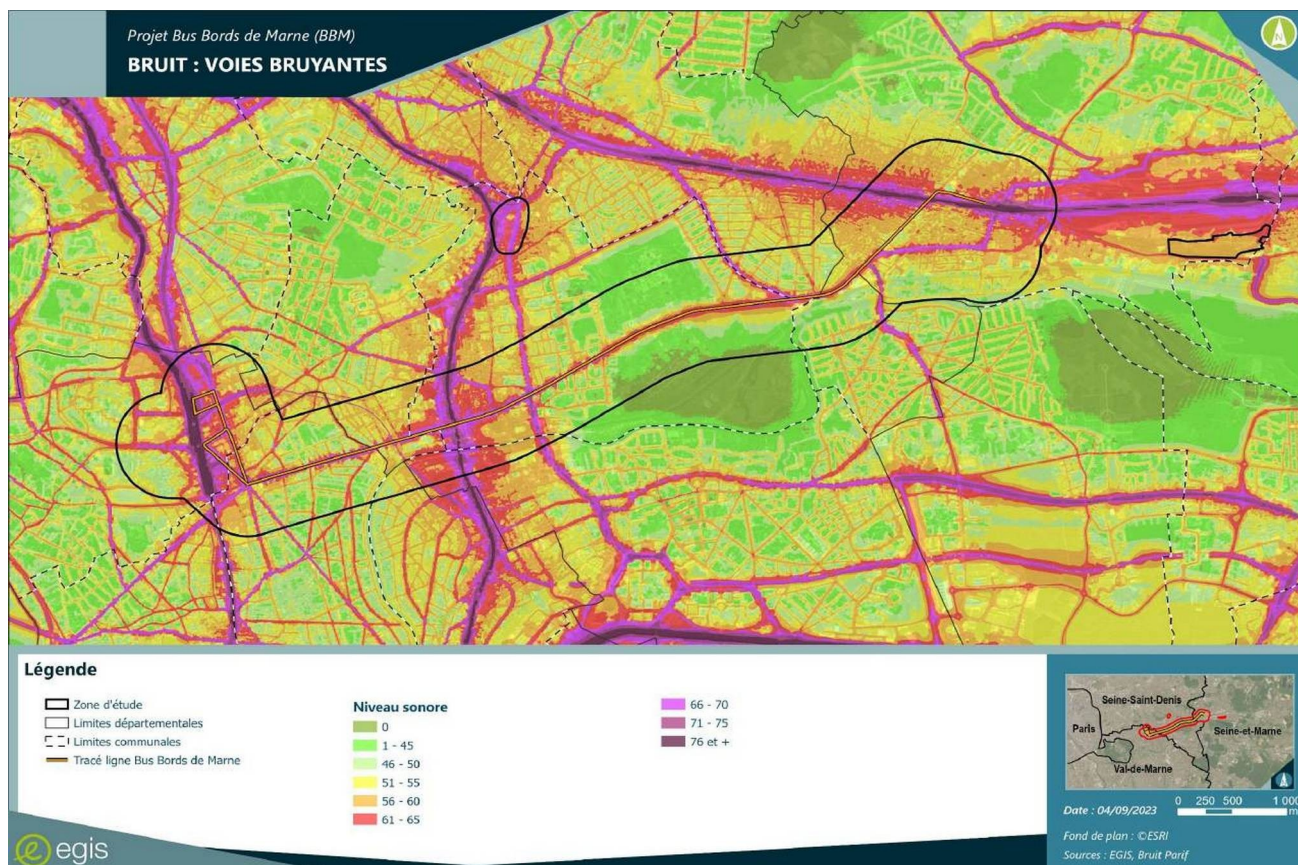 Projet Bus Bords de Marne (BBM)
BRUIT : VOIES BRUYANTES
N
Légende
Zone d'étude
Limites départementales
Limites communales
Tracé ligne Bus Bords de Marne
Niveau sonore
0
1 - 45
46 - 50
51 - 55
56 - 60
61 - 65
66 - 70
71 - 75
76 et +
Seine-Saint-Denis
Paris
Seine-et-Marne
Val-de-Marne
Date : 04/09/2023
0 250 500 1 000
m
Fond de plan : ©ESRI
Sources : EGIS, Bruit Parif
egis